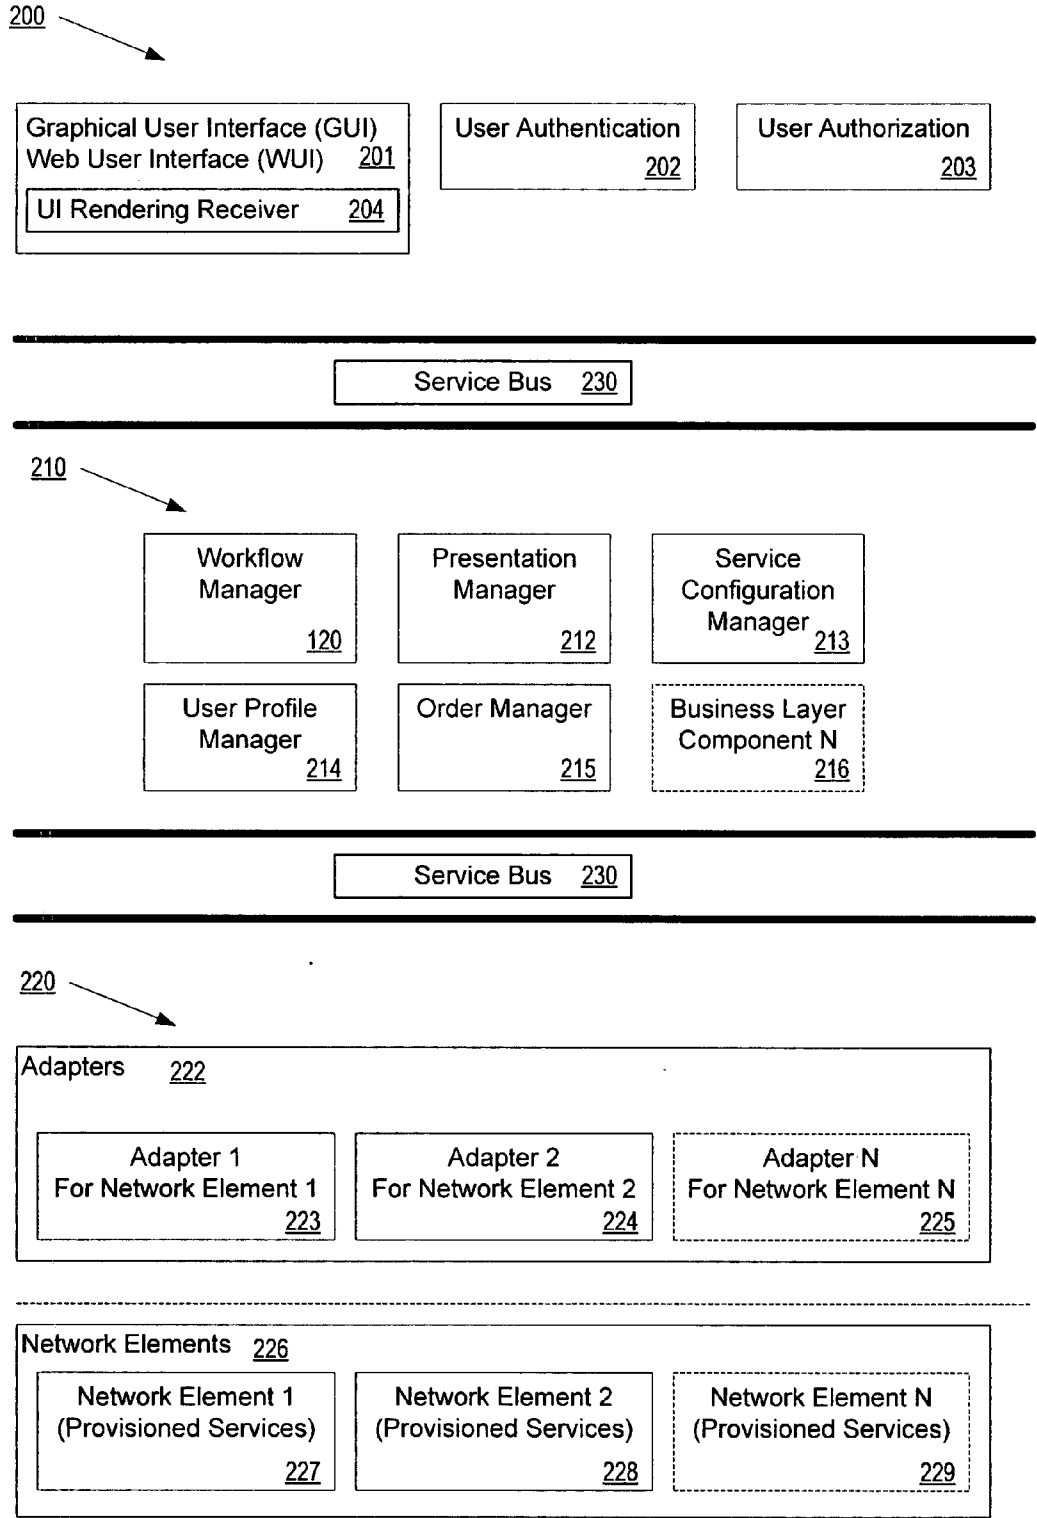 200
Graphical User Interface (GUI)
Web User Interface (WUI) 201
UI Rendering Receiver 204
User Authentication
202
User Authorization
203
Service Bus 230
210
Workflow
Manager
120
Presentation
Manager
212
Service
Configuration
Manager
213
User Profile
Manager
214
Order Manager
215
Business Layer
Component N
216
Service Bus 230
220
Adapters 222
Adapter 1
For Network Element 1
223
Adapter 2
For Network Element 2
224
Adapter N
For Network Element N
225
Network Elements 226
Network Element 1
(Provisioned Services)
227
Network Element 2
(Provisioned Services)
228
Network Element N
(Provisioned Services)
229